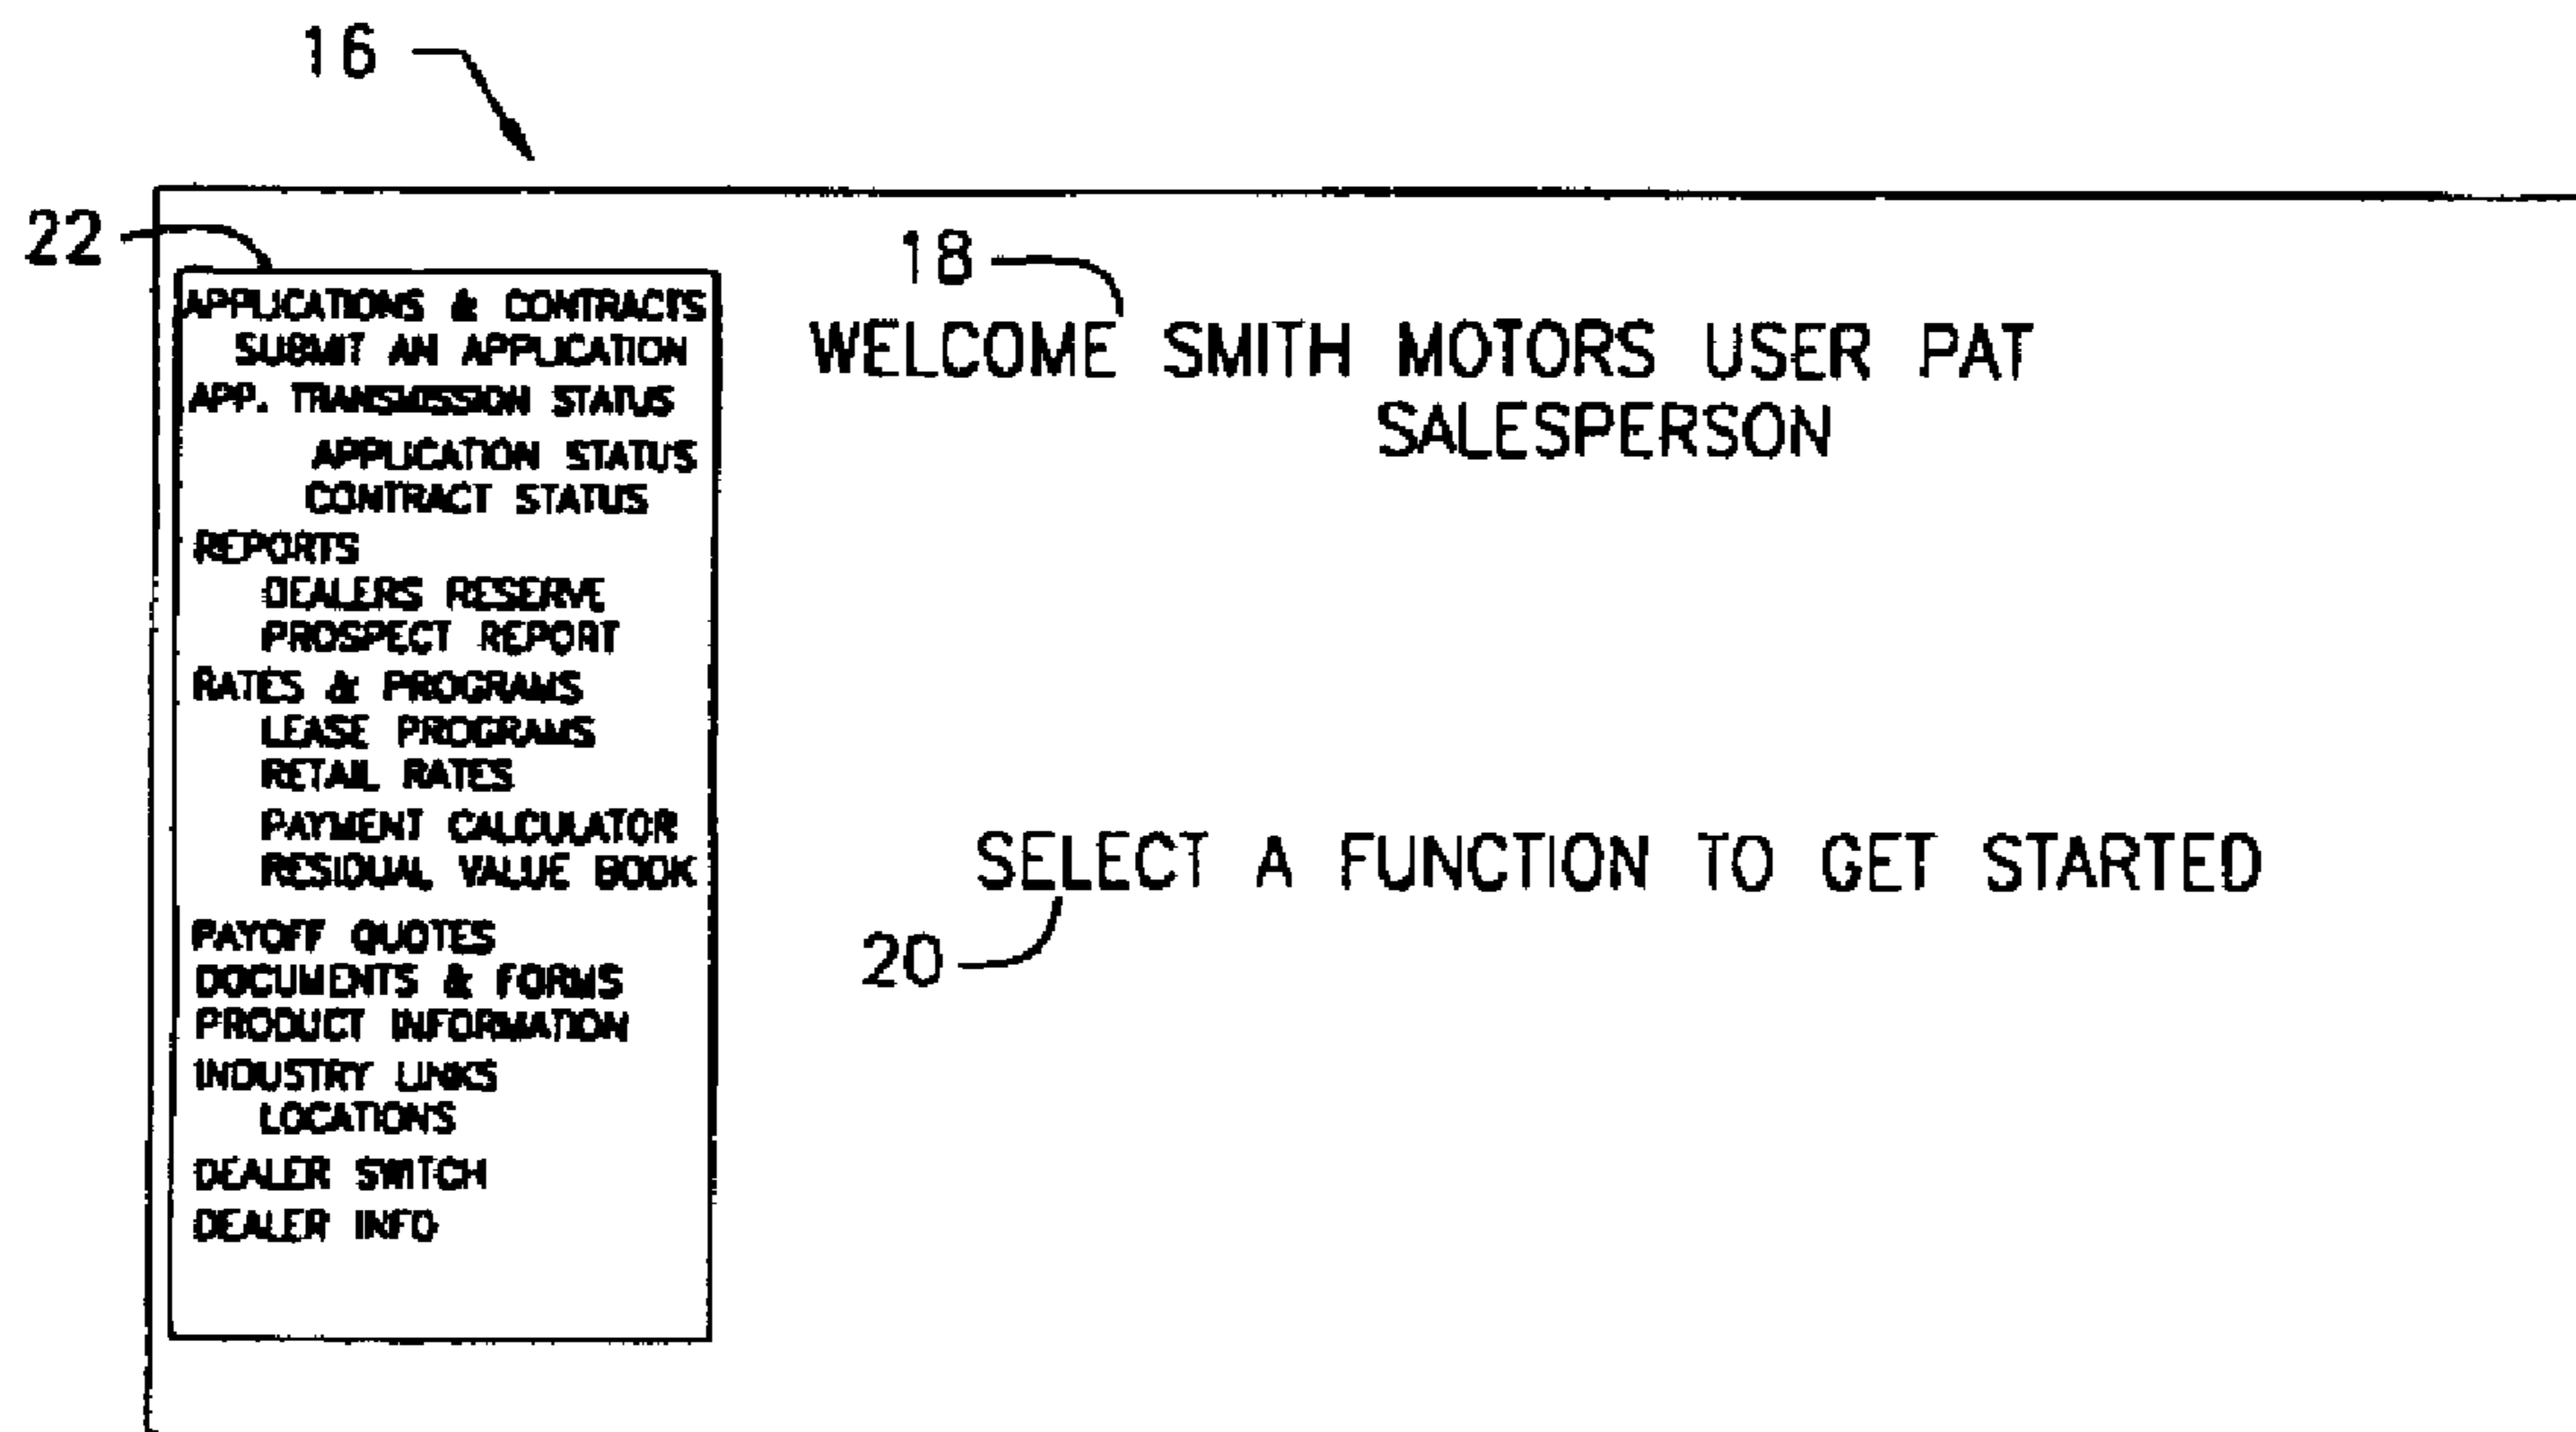 16
22
APPLICATIONS & CONTRACTS
SUBMIT AN APPLICATION
APP. TRANSMISSION STATUS
APPLICATION STATUS
CONTRACT STATUS
REPORTS
DEALERS RESERVE
PROSPECT REPORT
RATES & PROGRAMS
LEASE PROGRAMS
RETAIL RATES
PAYMENT CALCULATOR
RESIDUAL VALUE BOOK
PAYOFF QUOTES
DOCUMENTS & FORMS
PRODUCT INFORMATION
INDUSTRY LINKS
LOCATIONS
DEALER SWITCH
DEALER INFO
18
WELCOME SMITH MOTORS USER PAT
SALESPERSON
SELECT A FUNCTION TO GET STARTED
20